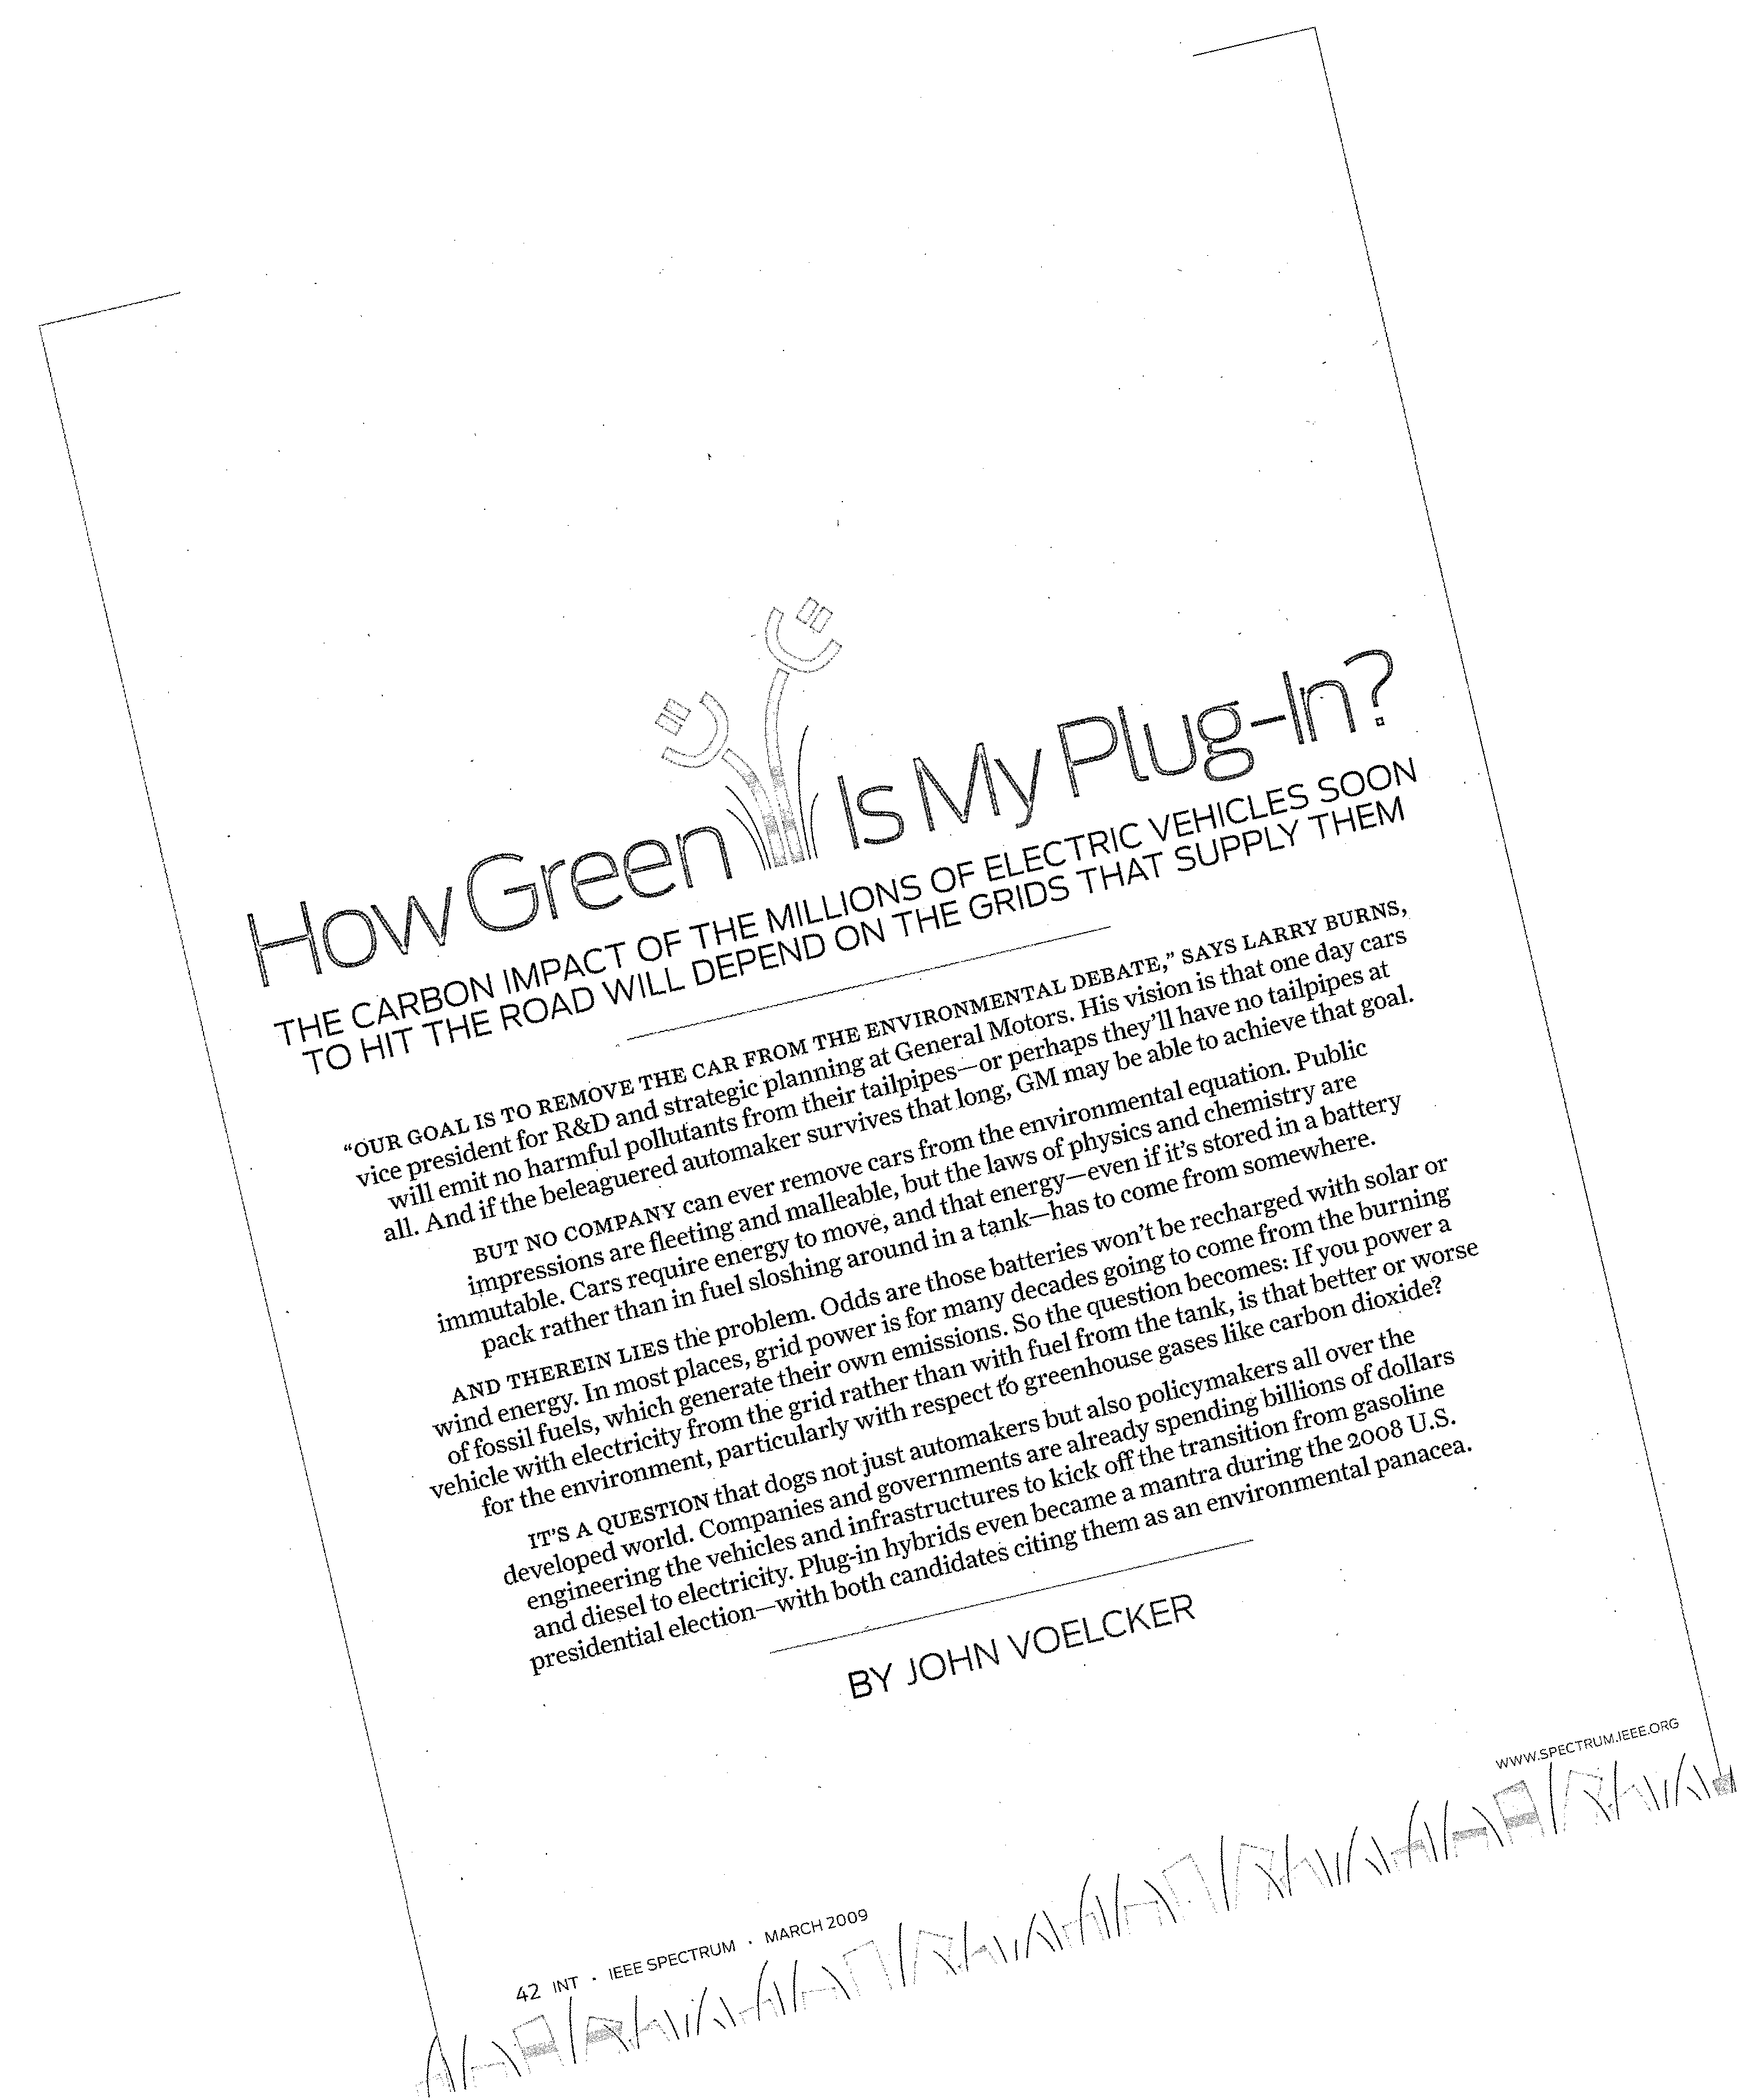 How Green Is My Plug-In?
THE CARBON IMPACT OF THE MILLIONS OF ELECTRIC VEHICLES SOON
TO HIT THE ROAD WILL DEPEND ON THE GRIDS THAT SUPPLY THEM
“OUR GOAL IS TO REMOVE THE CAR FROM THE ENVIRONMENTAL DEBATE,” SAYS LARRY BURNS,
vice president for R&D and strategic planning at General Motors. His vision is that one day cars
will emit no harmful pollutants from their tailpipes—or perhaps they’ll have no tailpipes at
all. And if the beleaguered automaker survives that long, GM may be able to achieve that goal.
BUT NO COMPANY can ever remove cars from the environmental equation. Public
impressions are fleeting and malleable, but the laws of physics and chemistry are
immutable. Cars require energy to move, and that energy—even if it’s stored in a battery
pack rather than in fuel sloshing around in a tank—has to come from somewhere.
AND THEREIN LIES the problem. Odds are those batteries won’t be recharged with solar or
wind energy. In most places, grid power is for many decades going to come from the burning
of fossil fuels, which generate their own emissions. So the question becomes: If you power a
vehicle with electricity from the grid rather than with fuel from the tank, is that better or worse
for the environment, particularly with respect to greenhouse gases like carbon dioxide?
IT’S A QUESTION that dogs not just automakers but also policymakers all over the
developed world. Companies and governments are already spending billions of dollars
engineering the vehicles and infrastructures to kick off the transition from gasoline
and diesel to electricity. Plug-in hybrids even became a mantra during the 2008 U.S.
presidential election—with both candidates citing them as an environmental panacea.
BY JOHN VOELCKER
WWW.SPECTRUM.IEEE.ORG
42 INT · IEEE SPECTRUM · MARCH 2009